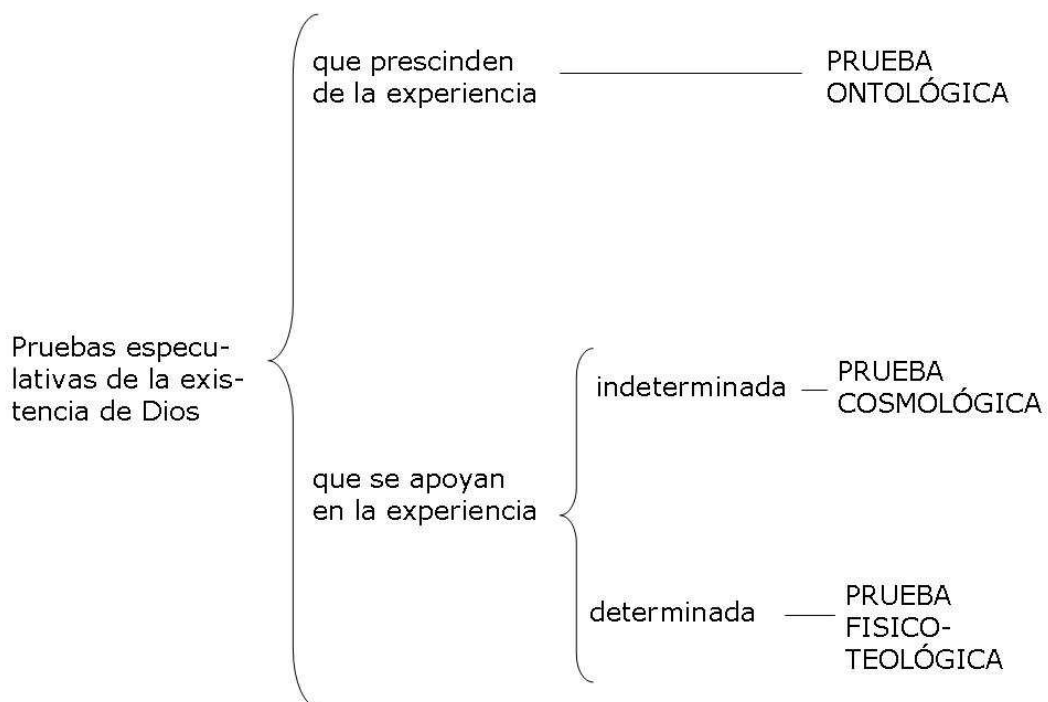 que prescinden
de la experiencia
PRUEBA
ONTOLÓGICA
Pruebas especu-
lativas de la exis-
tencia de Dios
indeterminada
PRUEBA
COSMOLÓGICA
que se apoyan
en la experiencia
determinada
PRUEBA
FISICO-
TEOLÓGICA